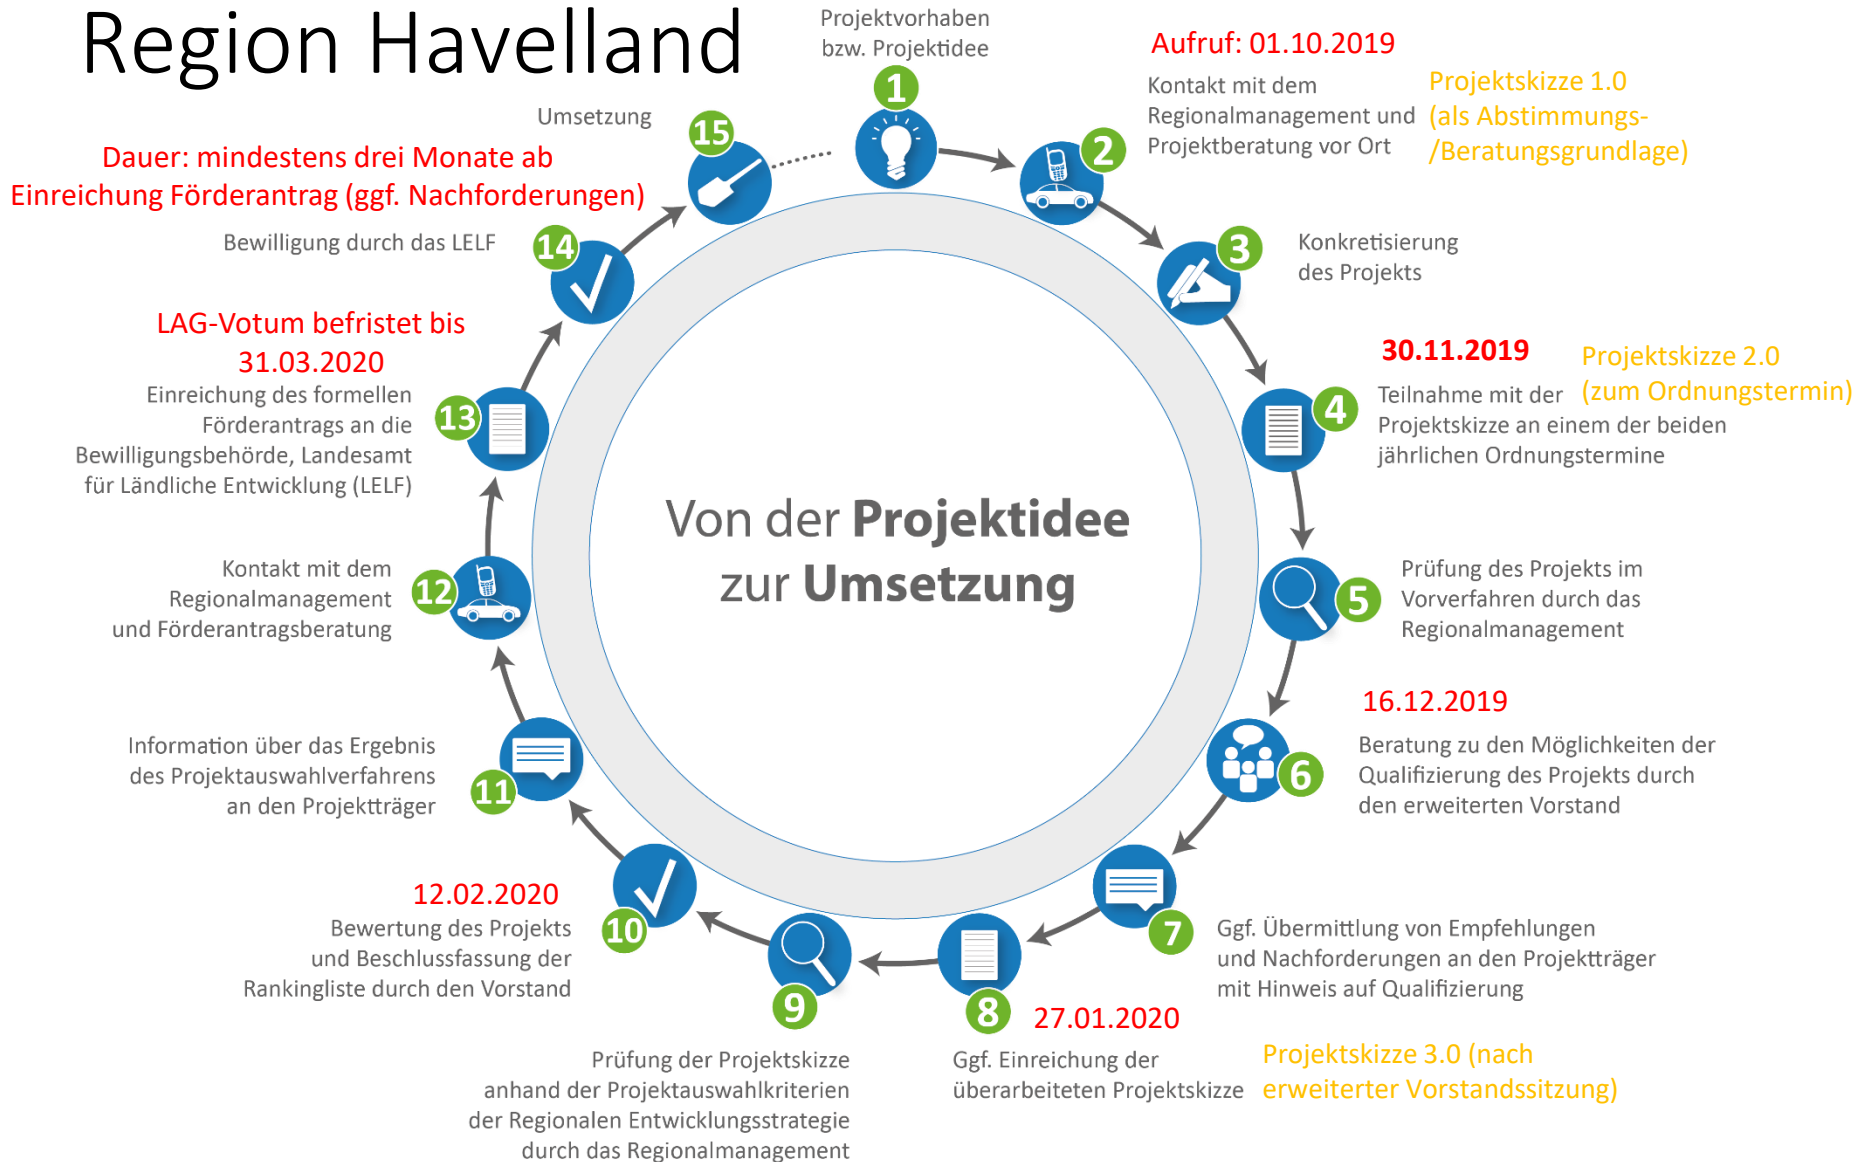 Region Havelland
1
Projektvorhaben
bzw. Projektidee
Aufruf: 01.10.2019
2
Kontakt mit dem
Regionalmanagement und
Projektberatung vor Ort
Projektskizze 1.0
(als Abstimmungs-
/Beratungsgrundlage)
3
Konkretisierung
des Projekts
30.11.2019
4
Teilnahme mit der
Projektskizze an einem der beiden
jährlichen Ordnungstermine
Projektskizze 2.0
(zum Ordnungstermin)
5
Prüfung des Projekts im
Vorverfahren durch das
Regionalmanagement
16.12.2019
6
Beratung zu den Möglichkeiten der
Qualifizierung des Projekts durch
den erweiterten Vorstand
7
Ggf. Übermittlung von Empfehlungen
und Nachforderungen an den Projektträger
mit Hinweis auf Qualifizierung
27.01.2020
8
Ggf. Einreichung der
überarbeiteten Projektskizze
Projektskizze 3.0 (nach
erweiterter Vorstandssitzung)
9
Prüfung der Projektskizze
anhand der Projektauswahlkriterien
der Regionalen Entwicklungsstrategie
durch das Regionalmanagement
12.02.2020
10
Bewertung des Projekts
und Beschlussfassung der
Rankingliste durch den Vorstand
11
Information über das Ergebnis
des Projektauswahlverfahrens
an den Projektträger
12
Kontakt mit dem
Regionalmanagement
und Förderantragsberatung
LAG-Votum befristet bis
31.03.2020
13
Einreichung des formellen
Förderantrags an die
Bewilligungsbehörde, Landesamt
für Ländliche Entwicklung (LELF)
Dauer: mindestens drei Monate ab
Einreichung Förderantrag (ggf. Nachforderungen)
14
Bewilligung durch das LELF
15
Umsetzung
Von der Projektidee
zur Umsetzung